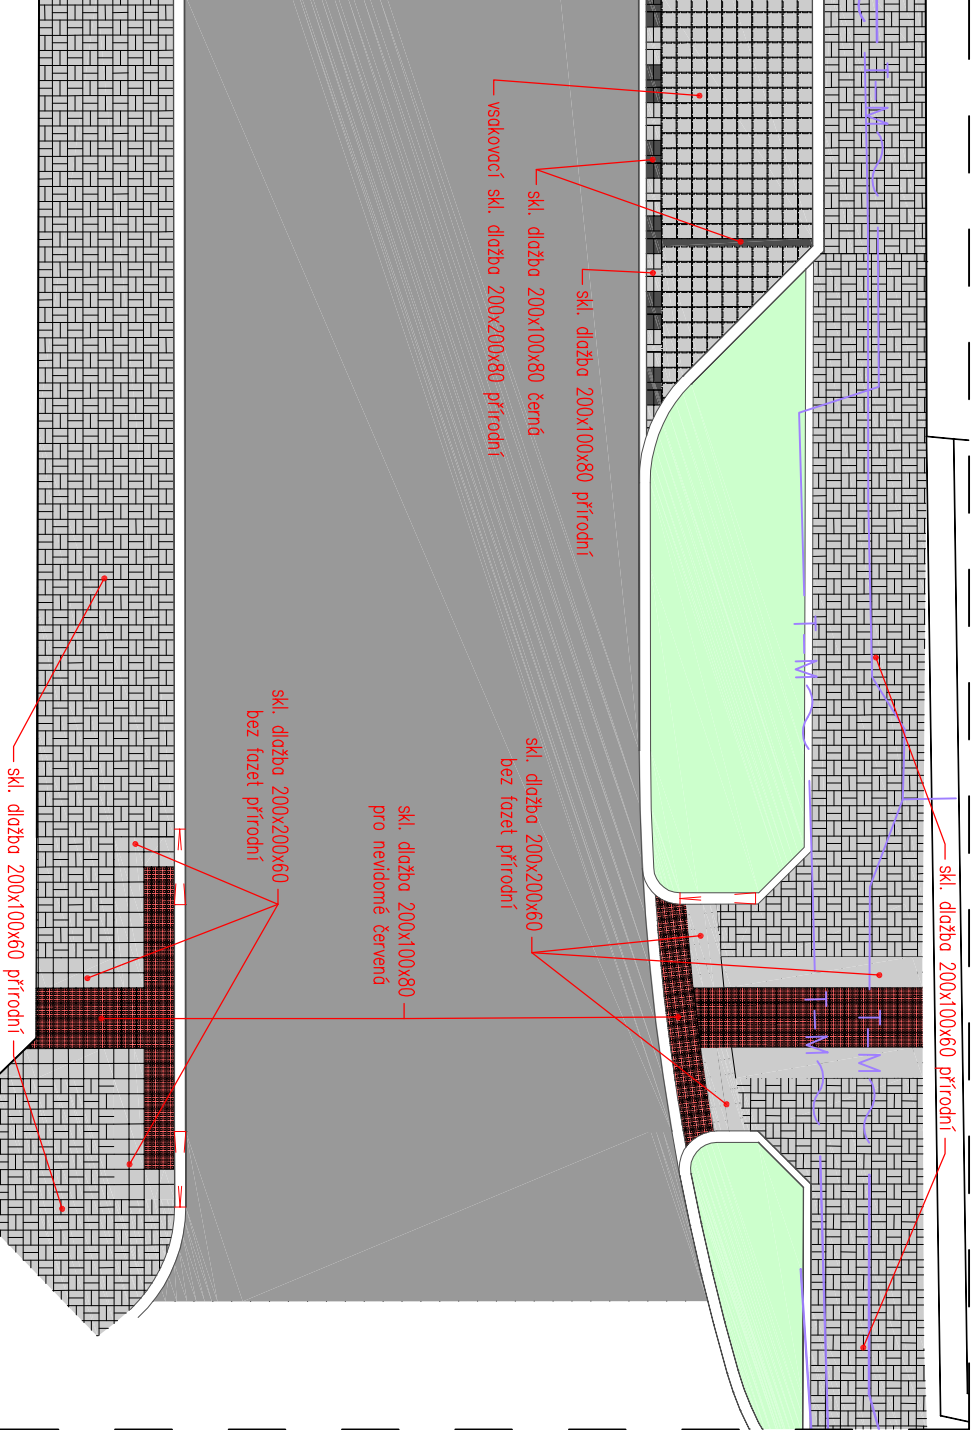 skl. dlažba 200x100x60 přírodní
skl. dlažba 200x100x80 přírodní
skl. dlažba 200x100x80 černá
vsakovací skl. dlažba 200x200x80 přírodní
skl. dlažba 200x200x60
bez fazet přírodní
skl. dlažba 200x100x80
pro nevidomé červená
skl. dlažba 200x200x60
bez fazet přírodní
skl. dlažba 200x100x60 přírodní
T-M
T-M
T-M
T-M